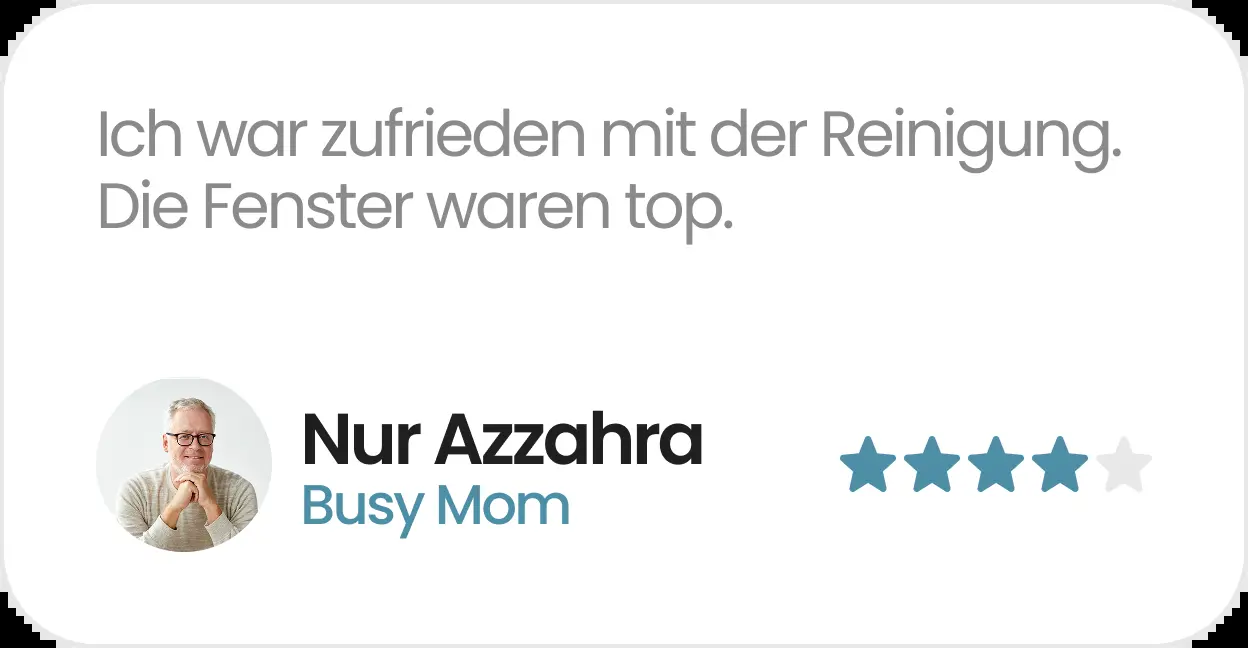 Ich war zufrieden mit der Reinigung.
Die Fenster waren top.
Nur Azzahra
Busy Mom